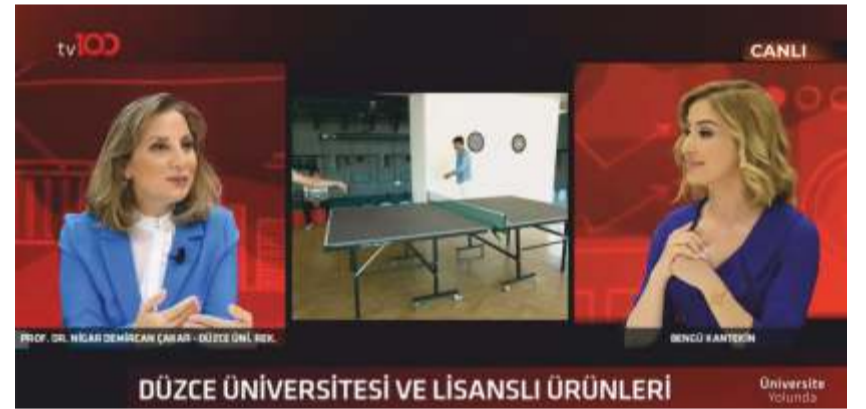 tv100
CANLI
PROF. DR. NİGAR DEMİRCAN ÇAKAR - DÜZCE ÜNİ. REK.
BENGÜ KANTEKİN
DÜZCE ÜNİVERSİTESİ VE LİSANSLI ÜRÜNLERİ
Üniversite
Yolunda